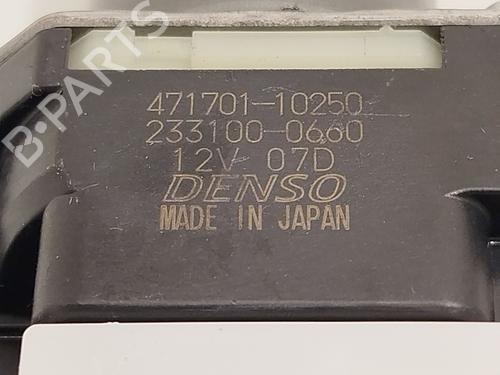 B-PARTS
471701-10250
233100-0660
12V 07D
DENSO
MADE IN JAPAN